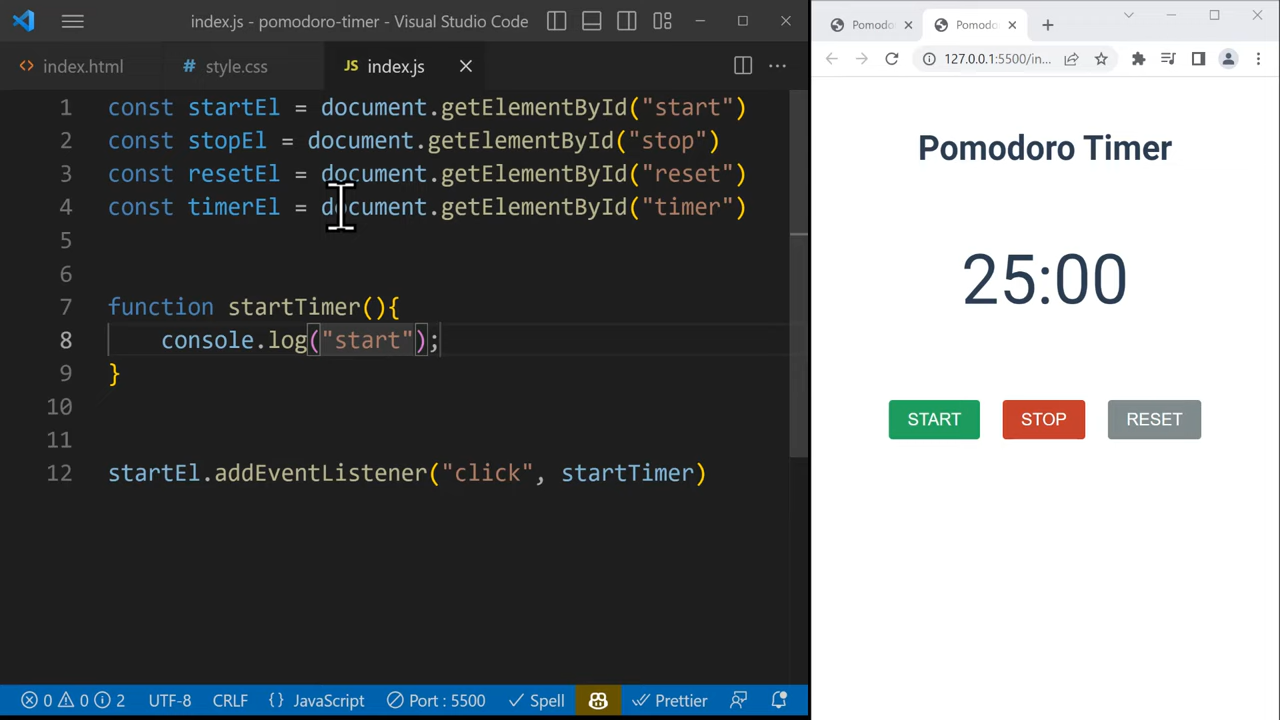 index.js - pomodoro-timer - Visual Studio Code
index.html
style.css
JS index.js
1 const startEl = document.getElementById("start")
2 const stopEl = document.getElementById("stop")
3 const resetEl = document.getElementById("reset")
4 const timerEl = document.getElementById("timer")
5
6
7 function startTimer(){
8 console.log("start");
9 }
10
11
12 startEl.addEventListener("click", startTimer)
0 0 2 UTF-8 CRLF {} JavaScript Port : 5500 Spell Prettier
Pomodo
Pomodo
127.0.0.1:5500/in...
Pomodoro Timer
25:00
START STOP RESET